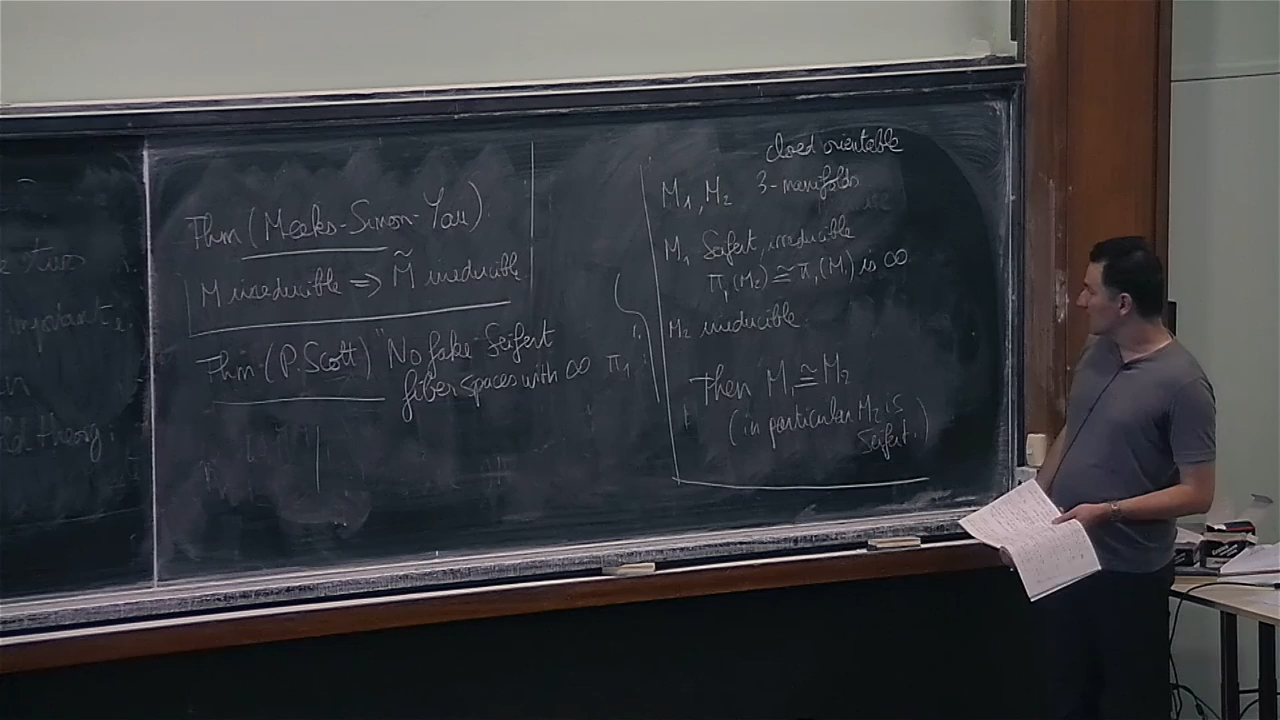 important
theory.
Thm (Meeks-Simon-Yau)
M irreducible => M̃ irreducible
Thm (P. Scott) "No fake Seifert
fiber spaces with ∞ π₁
closed orientable
M₁, M₂ 3-manifolds
M₁ Seifert, irreducible
π₁(M₂) ≅ π₁(M₁) is ∞
M₂ irreducible
Then M₁ ≅ M₂
(in particular M₂ is
Seifert.)